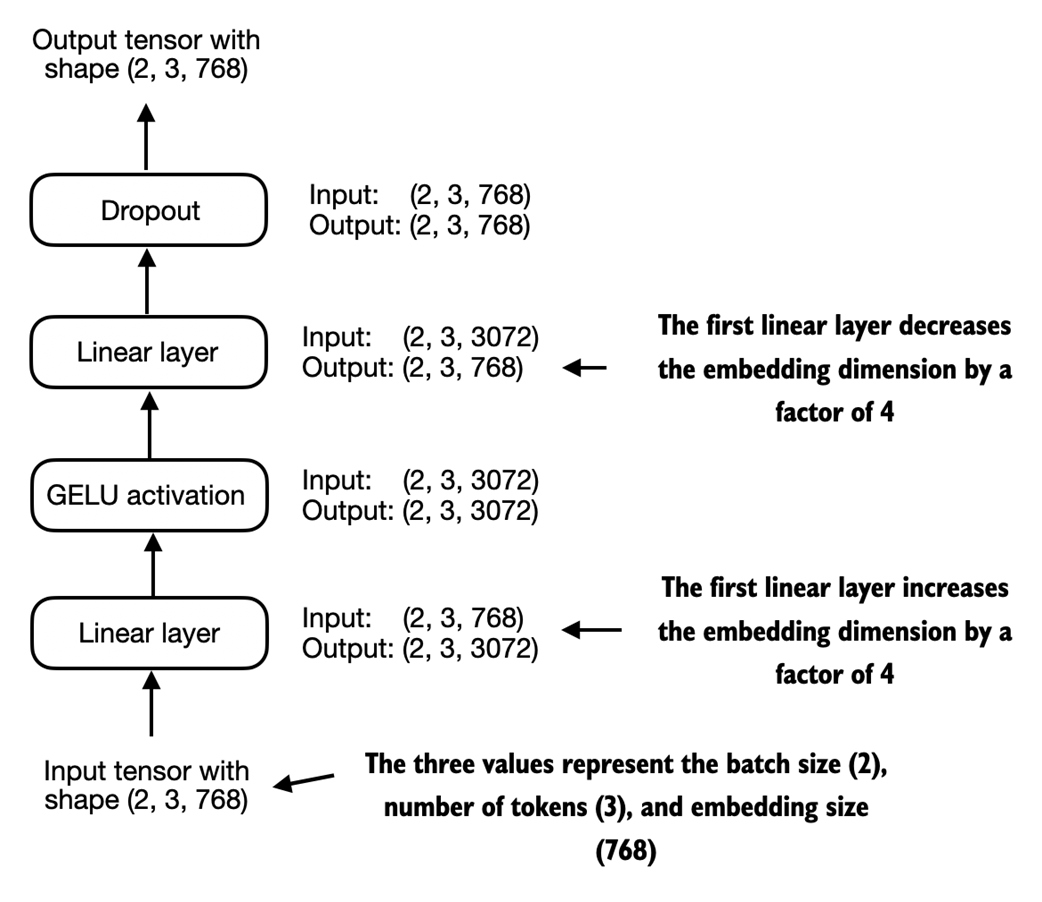 Output tensor with
shape (2, 3, 768)
Dropout
Input: (2, 3, 768)
Output: (2, 3, 768)
Linear layer
Input: (2, 3, 3072)
Output: (2, 3, 768)
The first linear layer decreases
the embedding dimension by a
factor of 4
GELU activation
Input: (2, 3, 3072)
Output: (2, 3, 3072)
Linear layer
Input: (2, 3, 768)
Output: (2, 3, 3072)
The first linear layer increases
the embedding dimension by a
factor of 4
Input tensor with
shape (2, 3, 768)
The three values represent the batch size (2),
number of tokens (3), and embedding size
(768)